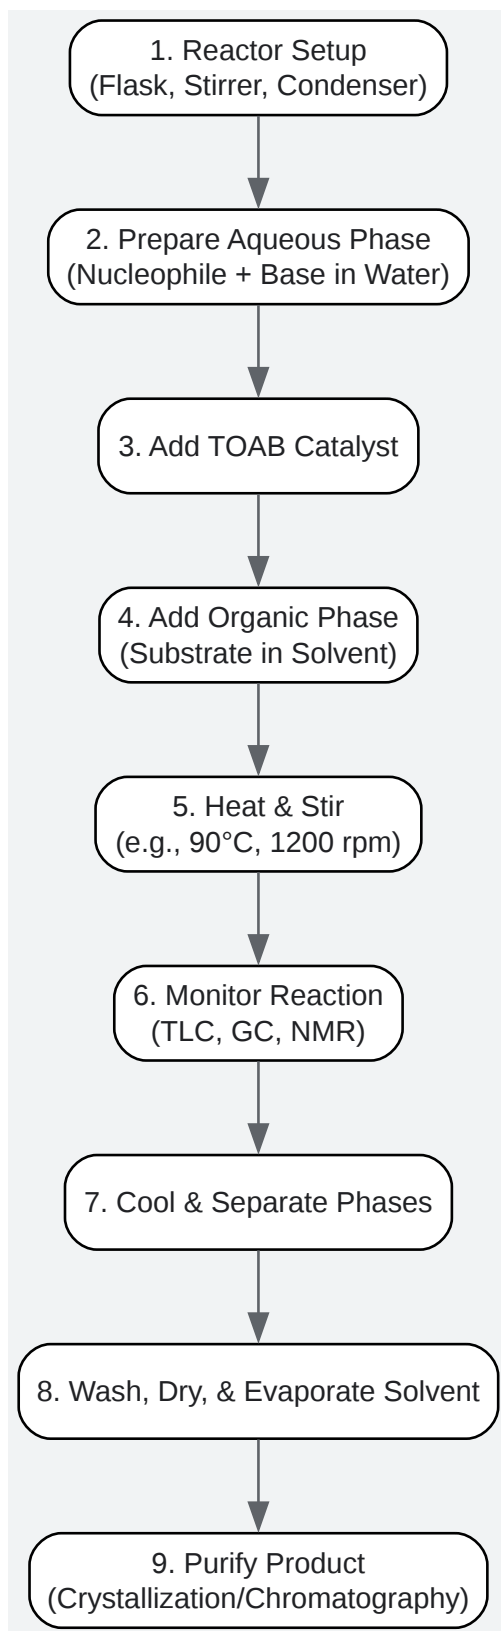 1. Reactor Setup
(Flask, Stirrer, Condenser)
2. Prepare Aqueous Phase
(Nucleophile + Base in Water)
3. Add TOAB Catalyst
4. Add Organic Phase
(Substrate in Solvent)
5. Heat & Stir
(e.g., 90°C, 1200 rpm)
6. Monitor Reaction
(TLC, GC, NMR)
7. Cool & Separate Phases
8. Wash, Dry, & Evaporate Solvent
9. Purify Product
(Crystallization/Chromatography)